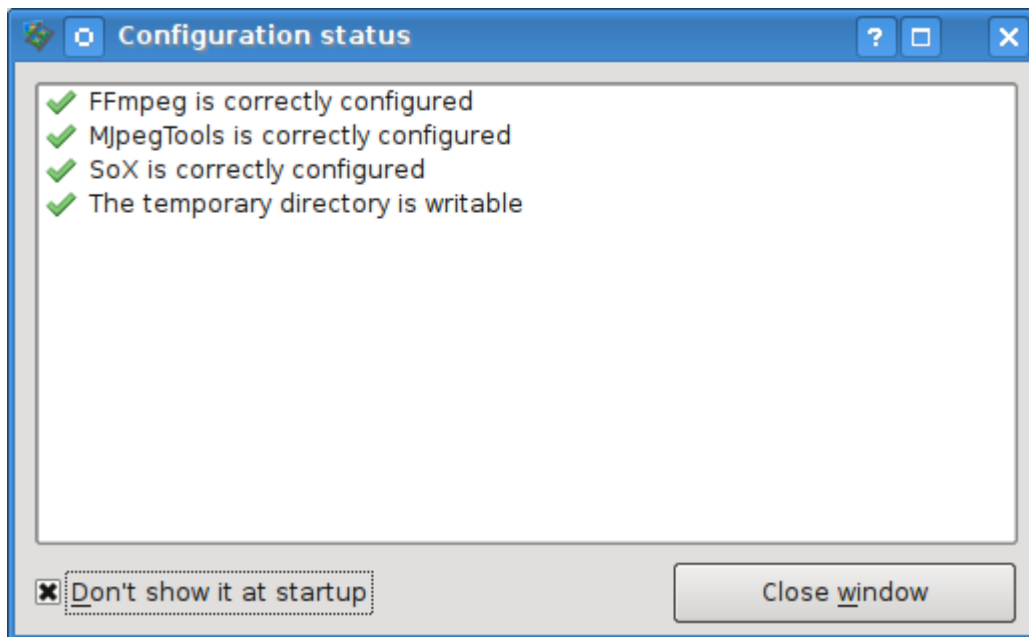 Configuration status
FFmpeg is correctly configured
MJpegTools is correctly configured
SoX is correctly configured
The temporary directory is writable
Don't show it at startup
Close window